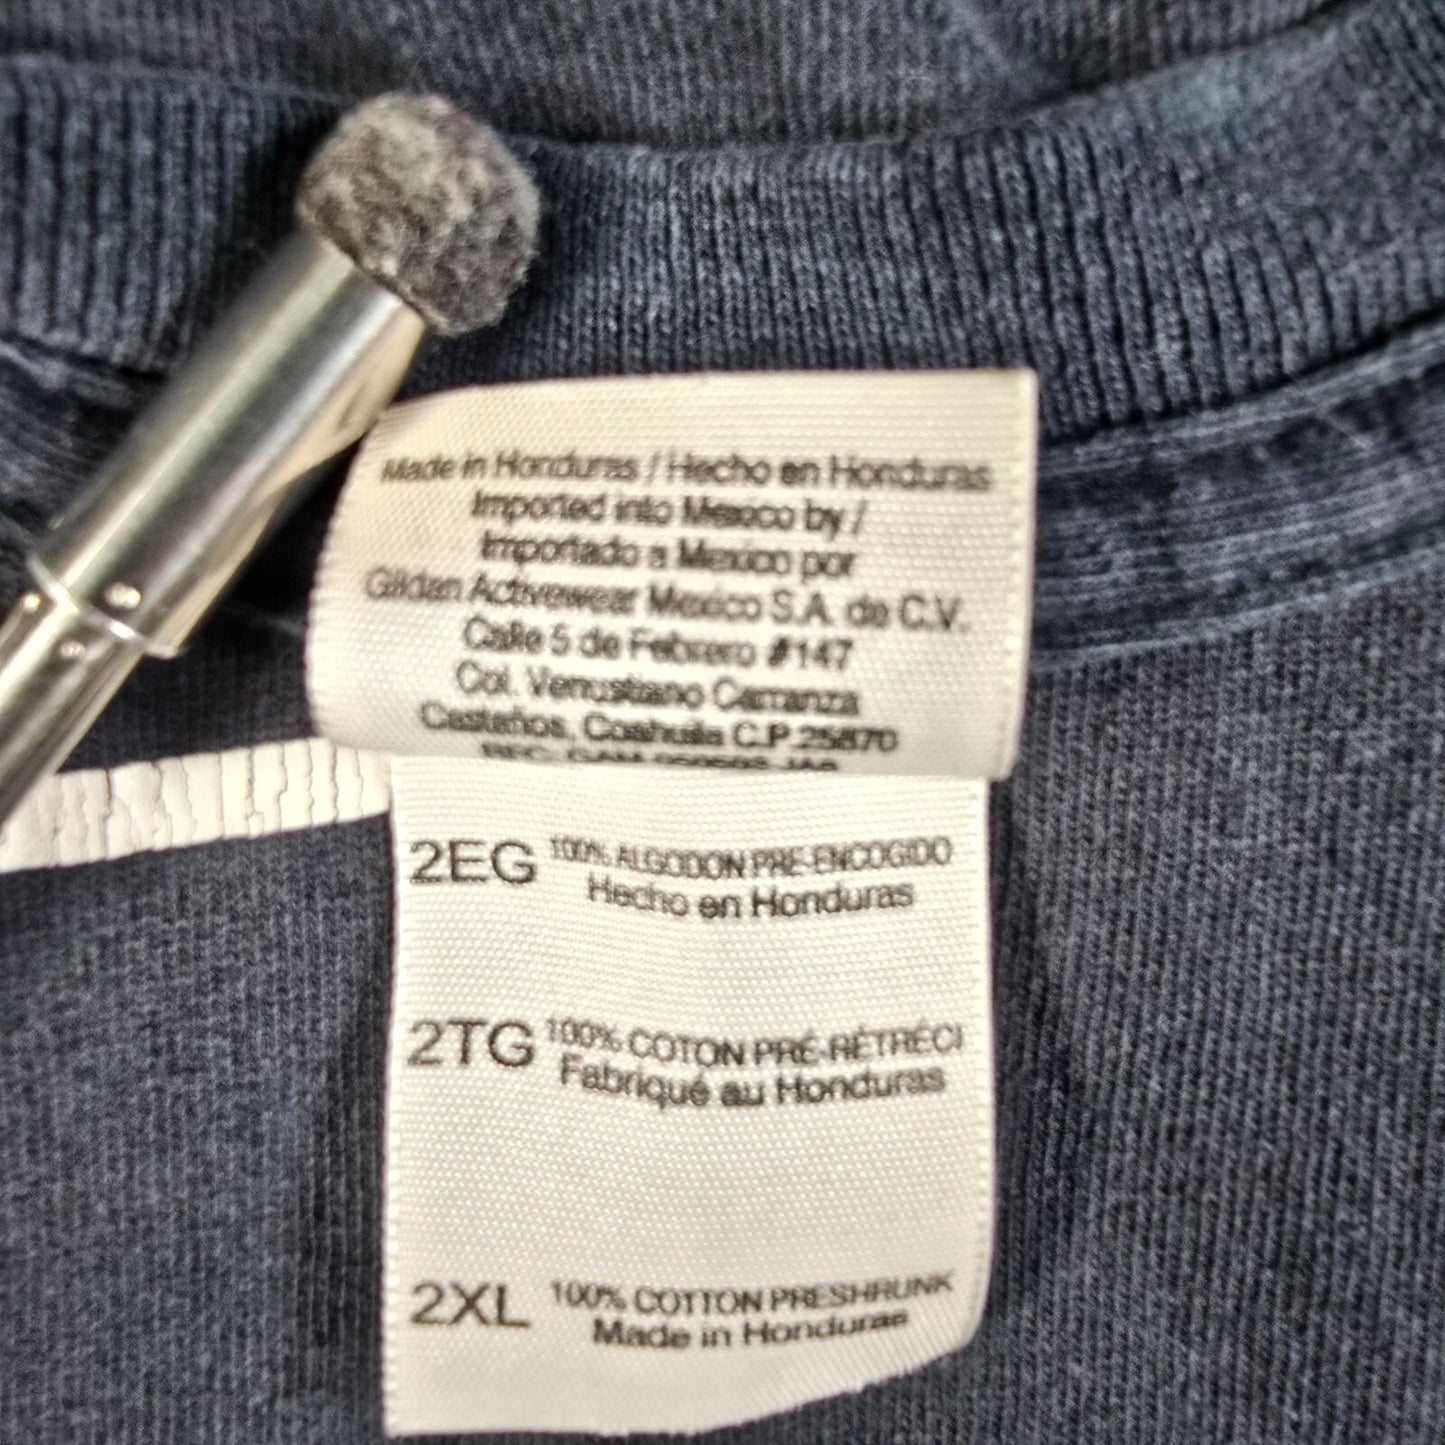 Made in Honduras / Hecho en Honduras
Imported into Mexico by /
Importado a Mexico por
Gildan Activewear Mexico S.A. de C.V.
Calle 5 de Febrero #147
Col. Venustiano Carranza
Castaños, Coahuila C.P. 25870
RFC: GAM
2EG 100% ALGODON PRE-ENCOGIDO
Hecho en Honduras
2TG 100% COTON PRÉ-RÉTRÉCI
Fabriqué au Honduras
2XL 100% COTTON PRESHRUNK
Made in Honduras